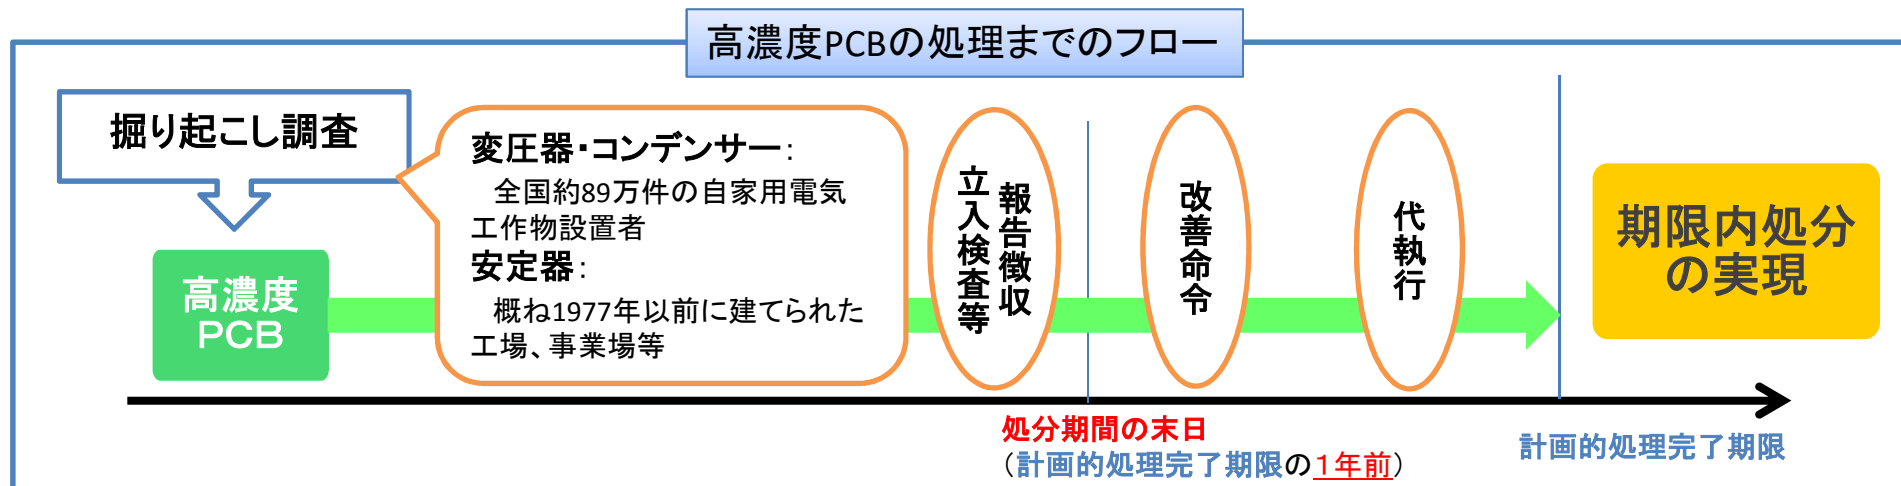 高濃度PCBの処理までのフロー
掘り起こし調査
変圧器・コンデンサー：
全国約89万件の自家用電気
工作物設置者
安定器：
概ね1977年以前に建てられた
工場、事業場等
高濃度
ＰＣＢ
報告徴収
立入検査等
改善命令
代執行
期限内処分
の実現
処分期間の末日
（計画的処理完了期限の１年前）
計画的処理完了期限